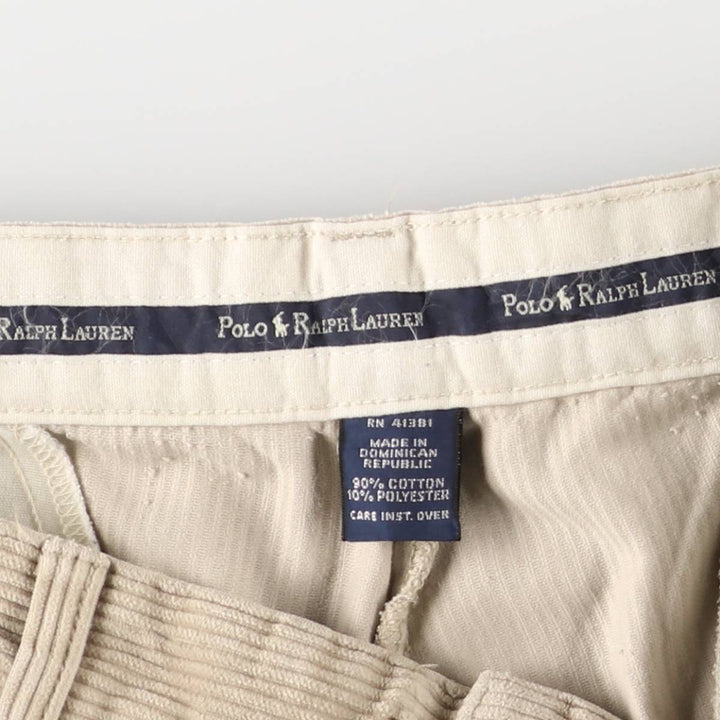 RALPH LAUREN POLO RALPH LAUREN POLO RALPH LAUREN
RN 41381
MADE IN
DOMINICAN
REPUBLIC
90% COTTON
10% POLYESTER
CARE INST. OVER